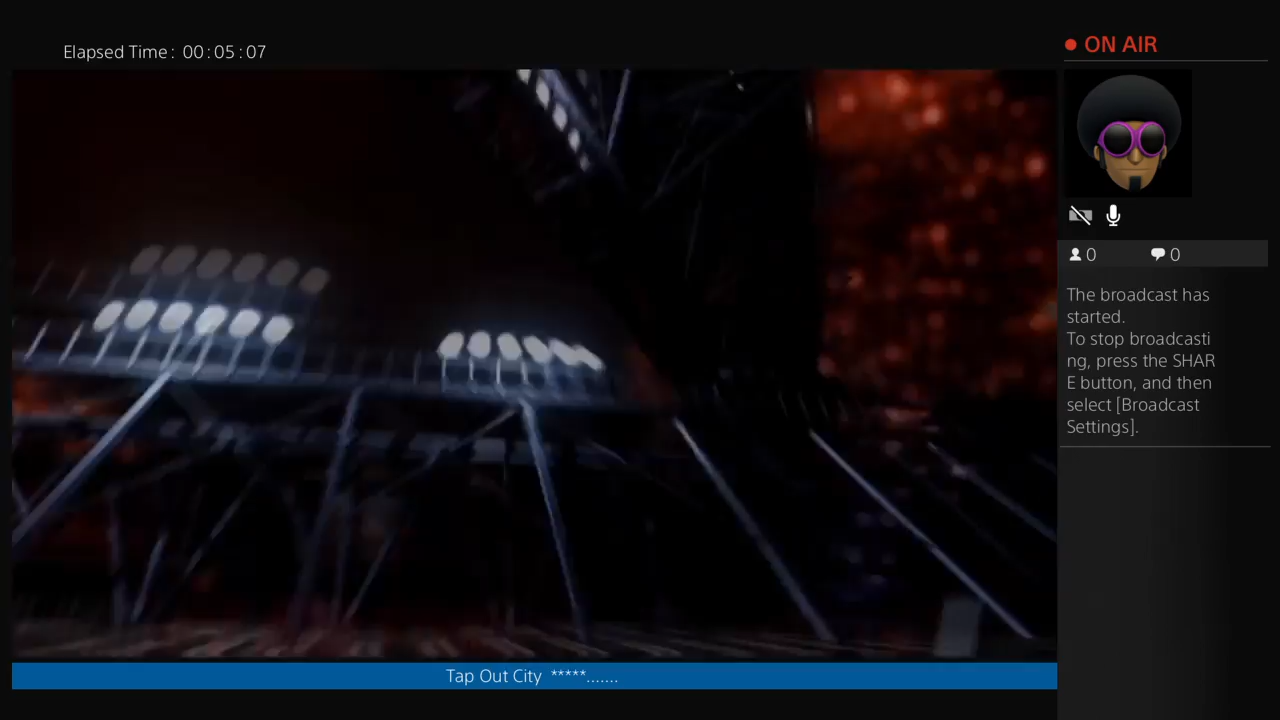 Elapsed Time: 00:05:07
ON AIR
0 0
The broadcast has
started.
To stop broadcasti
ng, press the SHAR
E button, and then
select [Broadcast
Settings].
Tap Out City *****.......